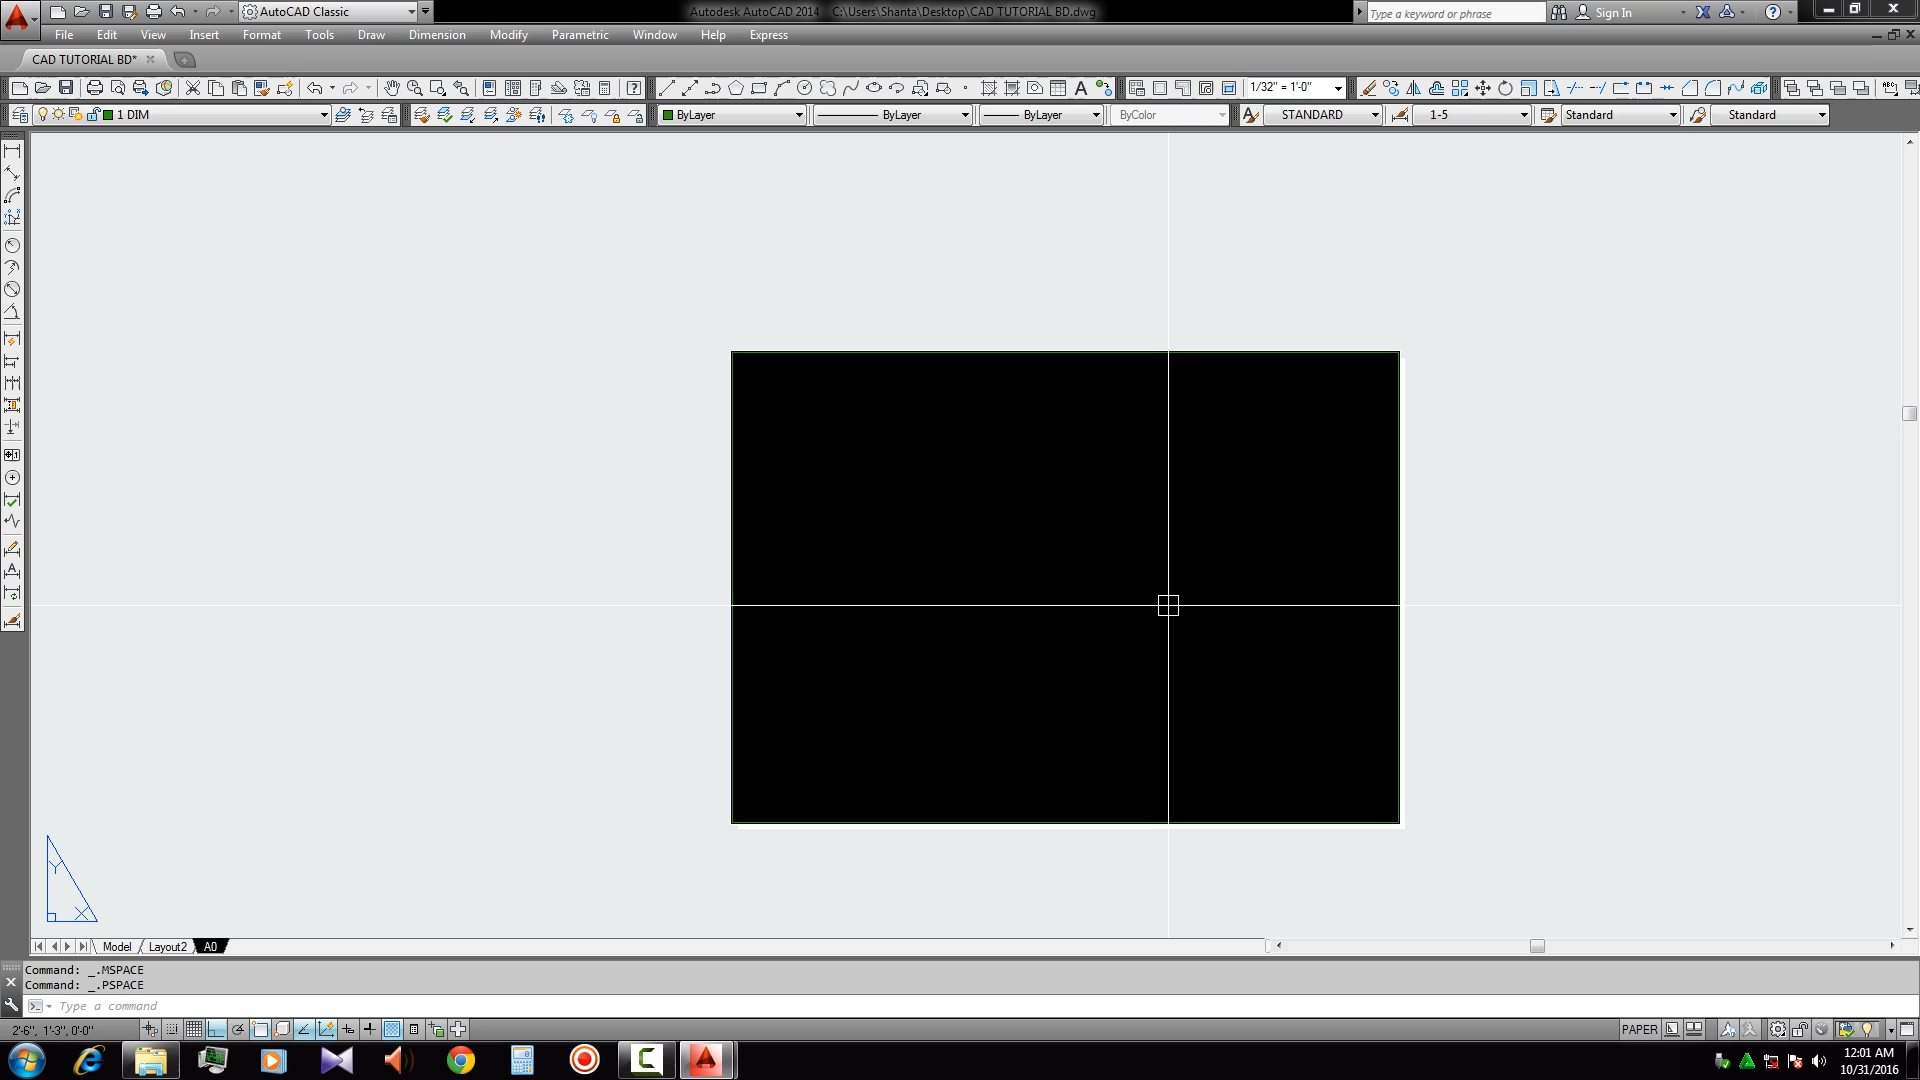 AutoCAD Classic
Autodesk AutoCAD 2014 C:\Users\Shanta\Desktop\CAD TUTORIAL BD.dwg
Type a keyword or phrase
Sign In
File Edit View Insert Format Tools Draw Dimension Modify Parametric Window Help Express
CAD TUTORIAL BD*
1/32" = 1'-0"
1 DIM
ByLayer ByLayer ByLayer ByColor STANDARD 1-5 Standard Standard
Y
X
Model Layout2 A0
Command: _.MSPACE
Command: _.PSPACE
Type a command
2'-6", 1'-3", 0'-0"
PAPER
12:01 AM
10/31/2016